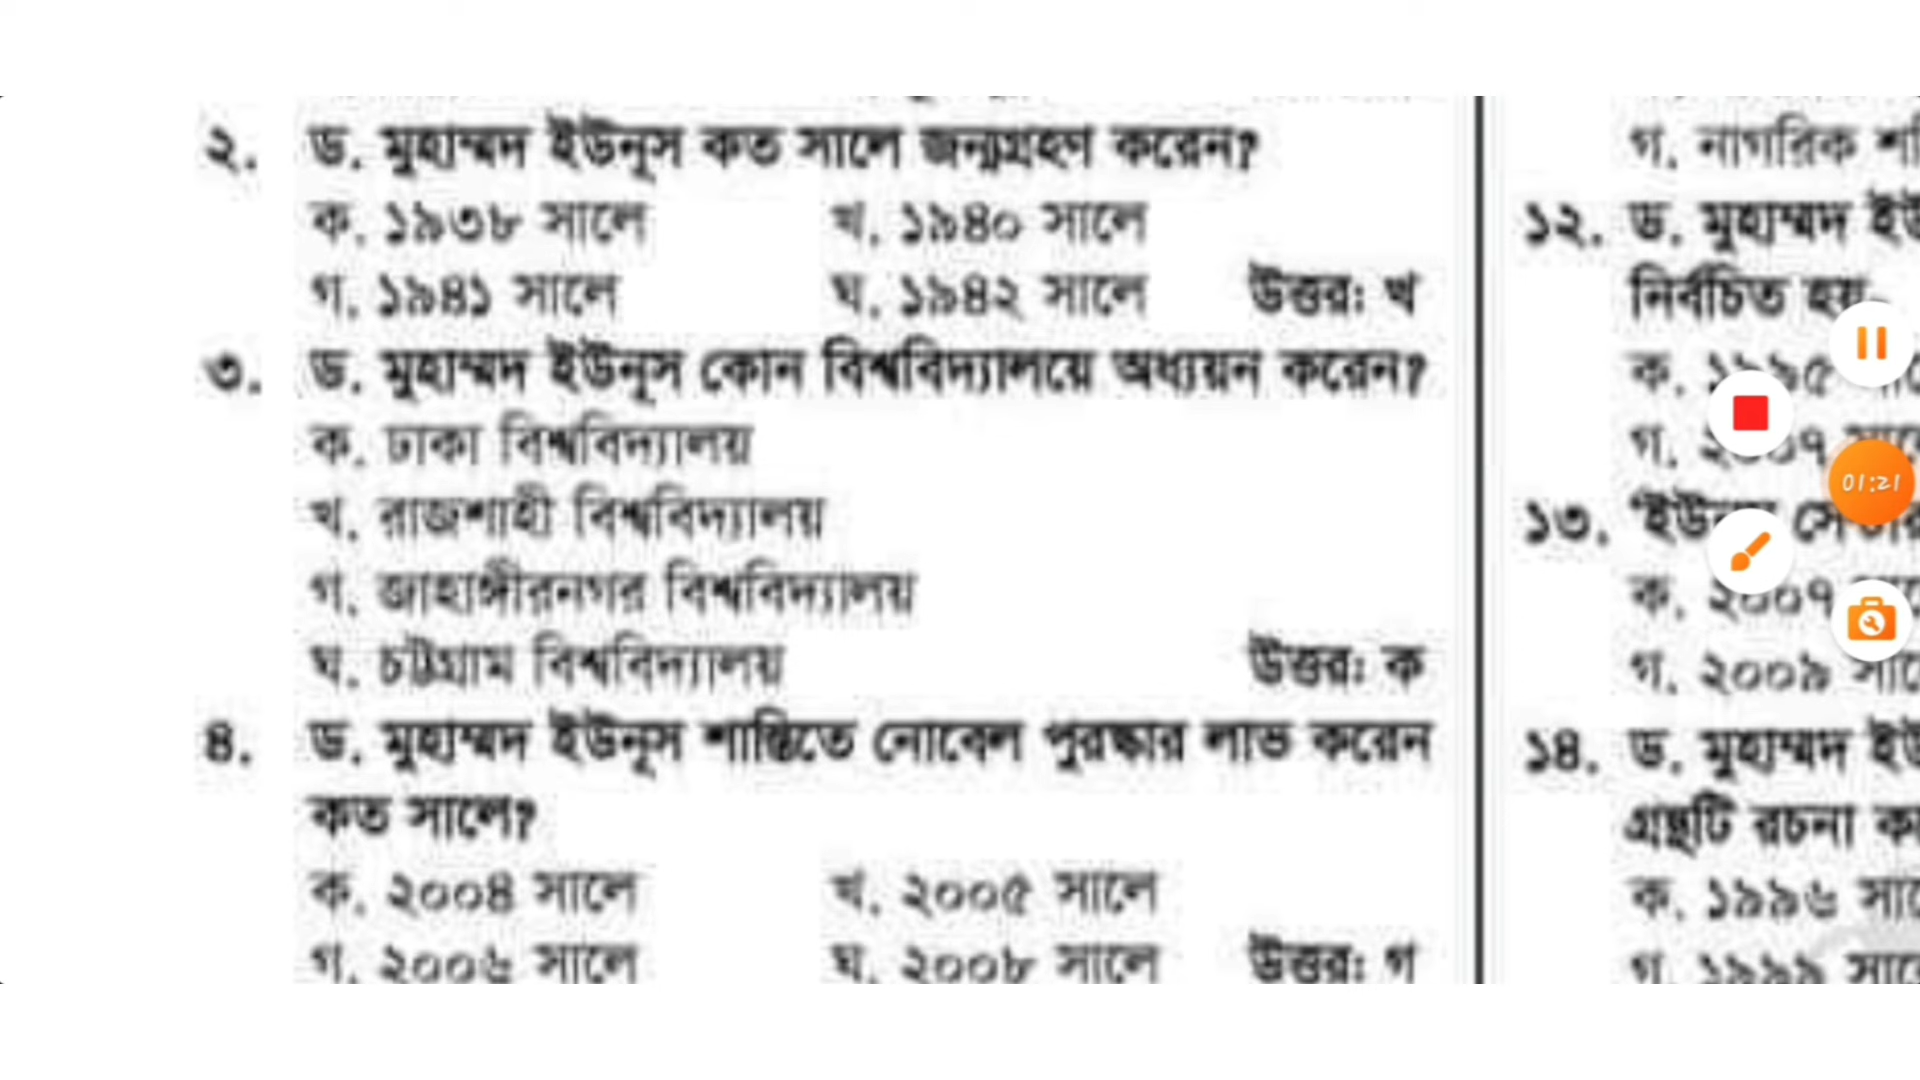 ২. ড. মুহাম্মদ ইউনূস কত সালে জন্মগ্রহণ করেন?
ক. ১৯৩৮ সালে খ. ১৯৪০ সালে
গ. ১৯৪১ সালে ঘ. ১৯৪২ সালে উত্তর: খ
৩. ড. মুহাম্মদ ইউনূস কোন বিশ্ববিদ্যালয়ে অধ্যয়ন করেন?
ক. ঢাকা বিশ্ববিদ্যালয়
খ. রাজশাহী বিশ্ববিদ্যালয়
গ. জাহাঙ্গীরনগর বিশ্ববিদ্যালয়
ঘ. চট্টগ্রাম বিশ্ববিদ্যালয় উত্তর: ক
৪. ড. মুহাম্মদ ইউনূস শান্তিতে নোবেল পুরস্কার লাভ করেন
কত সালে?
ক. ২০০৪ সালে খ. ২০০৫ সালে
গ. ২০০৬ সালে ঘ. ২০০৮ সালে উত্তর: গ
গ. নাগরিক
১২. ড. মুহাম্মদ
নির্বাচিত হয়
ক.
গ.
১৩.
ক. ২০০৭
গ. ২০০৯
১৪. ড. মুহাম্মদ
গ্রন্থটি রচনা
ক. ১৯৯৬
গ. ১৯৯৯
01:21